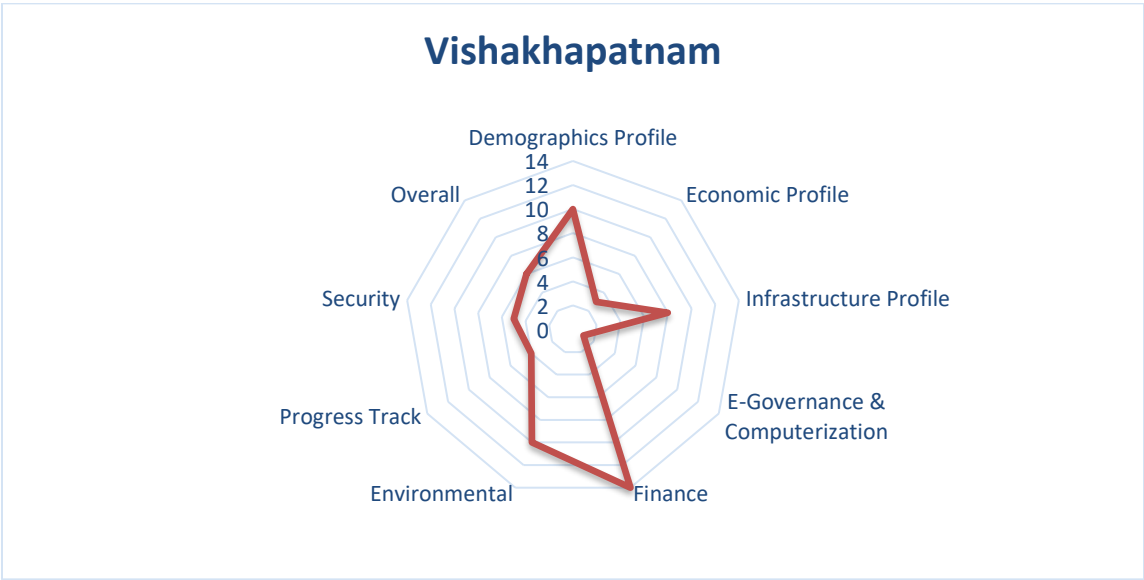 Vishakhapatnam
Demographics Profile
14
12
10
8
6
4
2
0
Economic Profile
Infrastructure Profile
E-Governance &
Computerization
Finance
Environmental
Progress Track
Security
Overall